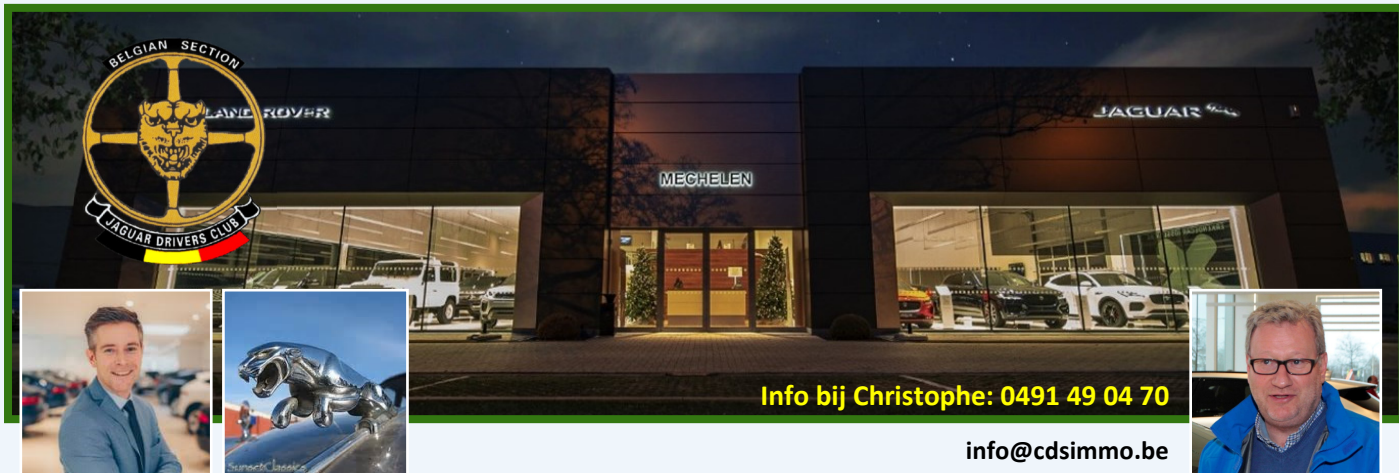 BELGIAN SECTION
JAGUAR DRIVERS CLUB
LAND ROVER
JAGUAR
MECHELEN
Info bij Christophe: 0491 49 04 70
info@cdsimmo.be
SunsetClassics